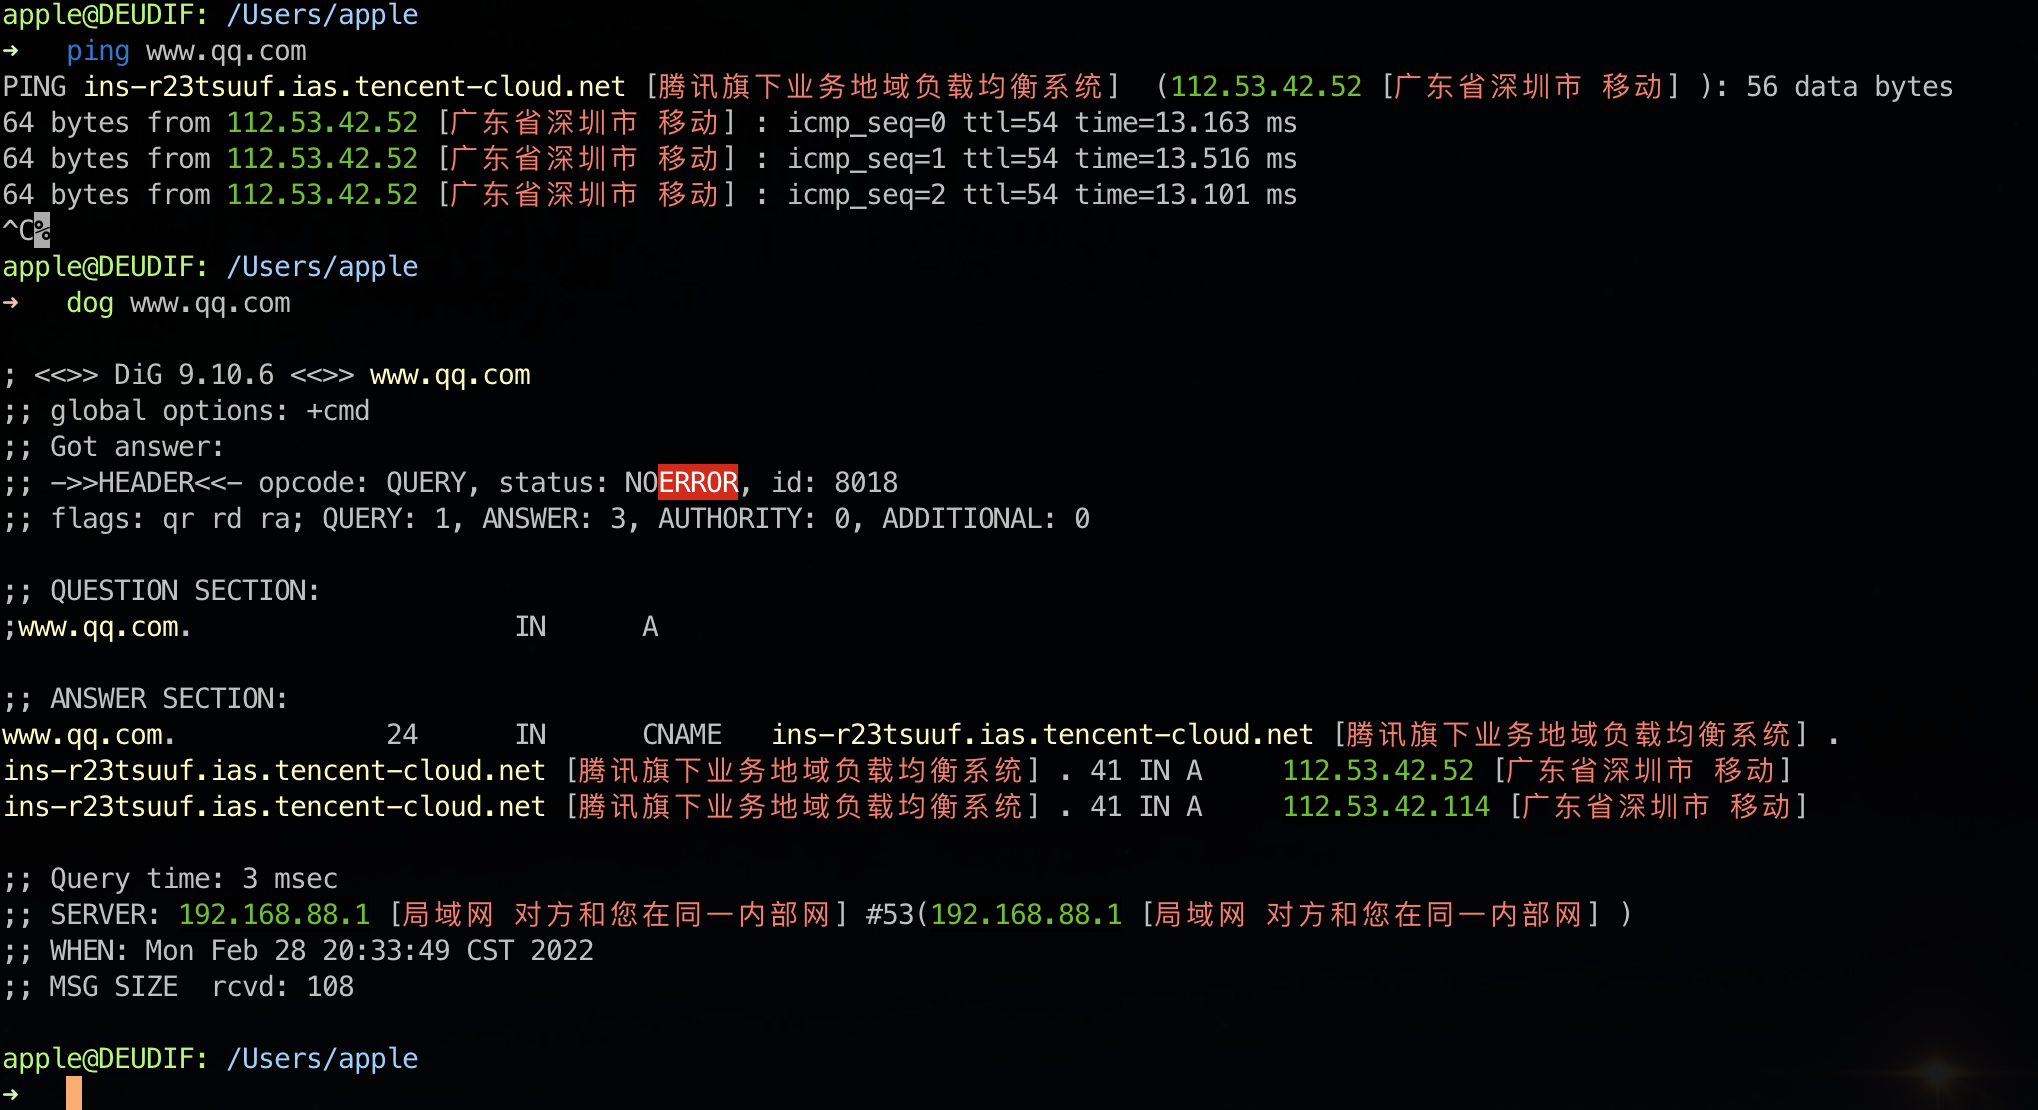 apple@DEUDIF: /Users/apple
➜   ping www.qq.com
PING ins-r23tsuuf.ias.tencent-cloud.net [腾讯旗下业务地域负载均衡系统]  (112.53.42.52 [广东省深圳市 移动] ): 56 data bytes
64 bytes from 112.53.42.52 [广东省深圳市 移动] : icmp_seq=0 ttl=54 time=13.163 ms
64 bytes from 112.53.42.52 [广东省深圳市 移动] : icmp_seq=1 ttl=54 time=13.516 ms
64 bytes from 112.53.42.52 [广东省深圳市 移动] : icmp_seq=2 ttl=54 time=13.101 ms
^C%
apple@DEUDIF: /Users/apple
➜   dog www.qq.com
; <<>> DiG 9.10.6 <<>> www.qq.com
;; global options: +cmd
;; Got answer:
;; ->>HEADER<<- opcode: QUERY, status: NOERROR, id: 8018
;; flags: qr rd ra; QUERY: 1, ANSWER: 3, AUTHORITY: 0, ADDITIONAL: 0
;; QUESTION SECTION:
;www.qq.com.                    IN      A
;; ANSWER SECTION:
www.qq.com.             24      IN      CNAME   ins-r23tsuuf.ias.tencent-cloud.net [腾讯旗下业务地域负载均衡系统] .
ins-r23tsuuf.ias.tencent-cloud.net [腾讯旗下业务地域负载均衡系统] . 41 IN A     112.53.42.52 [广东省深圳市 移动]
ins-r23tsuuf.ias.tencent-cloud.net [腾讯旗下业务地域负载均衡系统] . 41 IN A     112.53.42.114 [广东省深圳市 移动]
;; Query time: 3 msec
;; SERVER: 192.168.88.1 [局域网 对方和您在同一内部网] #53(192.168.88.1 [局域网 对方和您在同一内部网] )
;; WHEN: Mon Feb 28 20:33:49 CST 2022
;; MSG SIZE  rcvd: 108
apple@DEUDIF: /Users/apple
➜